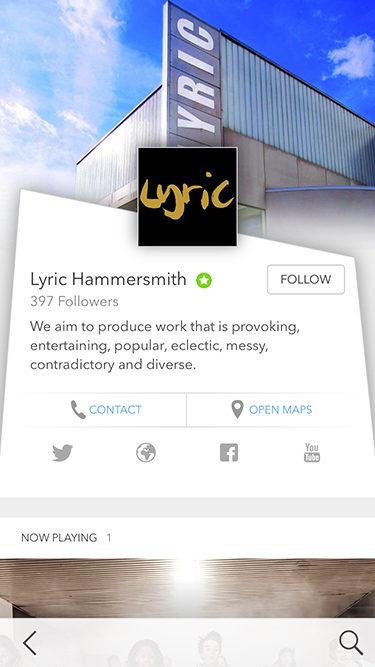 LYRIC
Lyric
Lyric Hammersmith
FOLLOW
397 Followers
We aim to produce work that is provoking,
entertaining, popular, eclectic, messy,
contradictory and diverse.
CONTACT
OPEN MAPS
You
Tube
NOW PLAYING 1